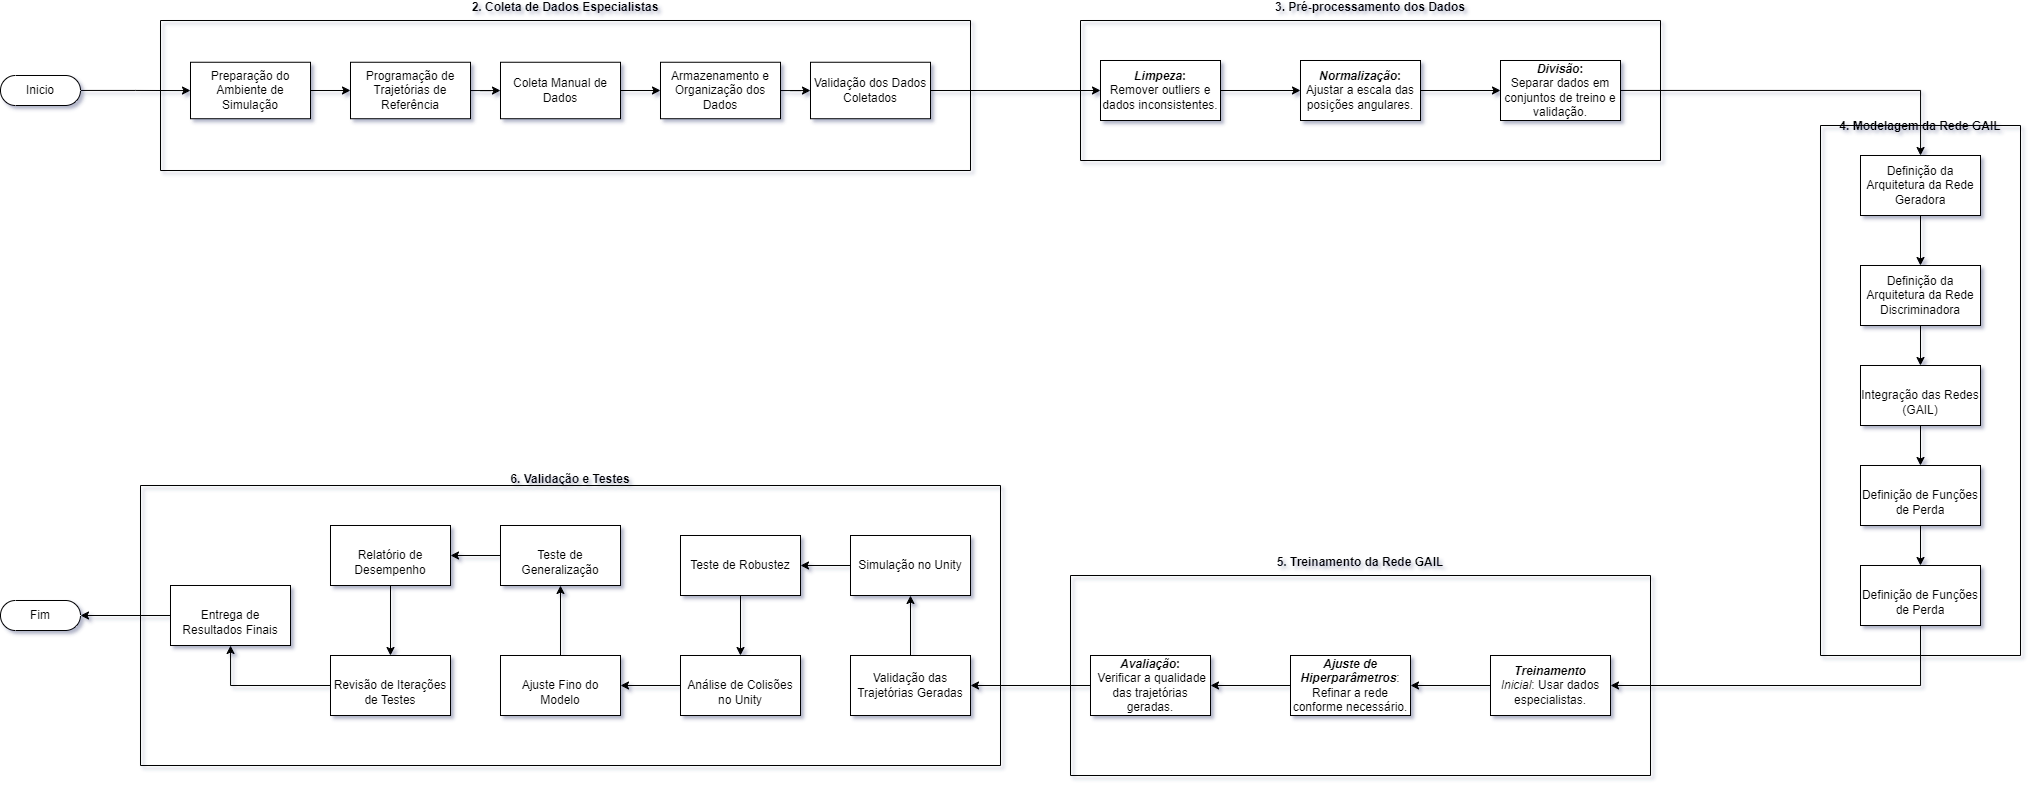 2. Coleta de Dados Especialistas
Inicio
Preparação do
Ambiente de
Simulação
Programação de
Trajetórias de
Referência
Coleta Manual de
Dados
Armazenamento e
Organização dos
Dados
Validação dos Dados
Coletados
3. Pré-processamento dos Dados
Limpeza:
Remover outliers e
dados inconsistentes.
Normalização:
Ajustar a escala das
posições angulares.
Divisão:
Separar dados em
conjuntos de treino e
validação.
4. Modelagem da Rede GAIL
Definição da
Arquitetura da Rede
Geradora
Definição da
Arquitetura da Rede
Discriminadora
Integração das Redes
(GAIL)
Definição de Funções
de Perda
Definição de Funções
de Perda
5. Treinamento da Rede GAIL
Treinamento
Inicial: Usar dados
especialistas.
Ajuste de
Hiperparâmetros:
Refinar a rede
conforme necessário.
Avaliação:
Verificar a qualidade
das trajetórias
geradas.
6. Validação e Testes
Validação das
Trajetórias Geradas
Simulação no Unity
Teste de Robustez
Análise de Colisões
no Unity
Ajuste Fino do
Modelo
Teste de
Generalização
Relatório de
Desempenho
Revisão de Iterações
de Testes
Entrega de
Resultados Finais
Fim